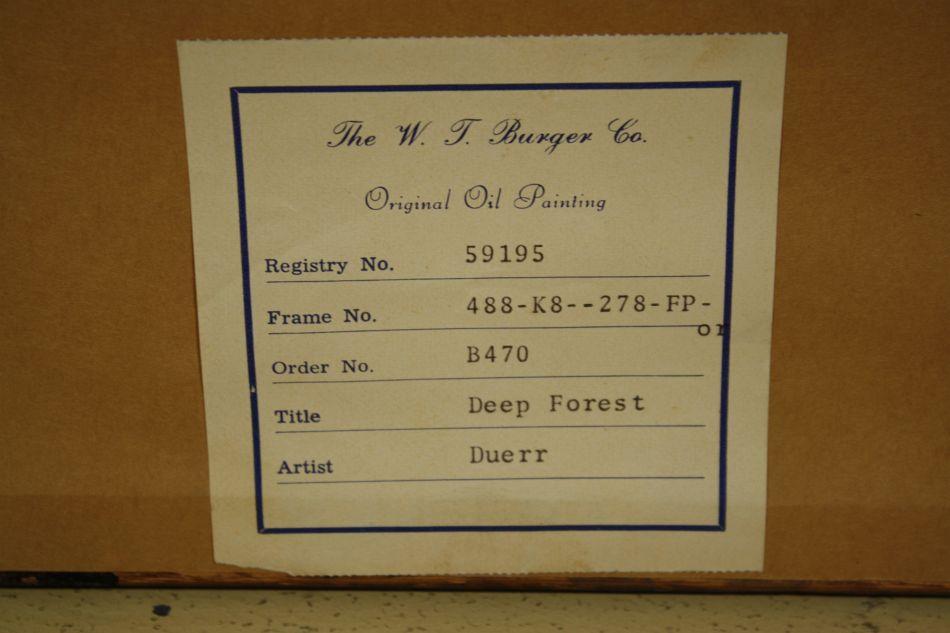 The W. T. Burger Co.
Original Oil Painting
Registry No. 59195
Frame No. 488-K8--278-FP-
or
Order No. B470
Title Deep Forest
Artist Duerr